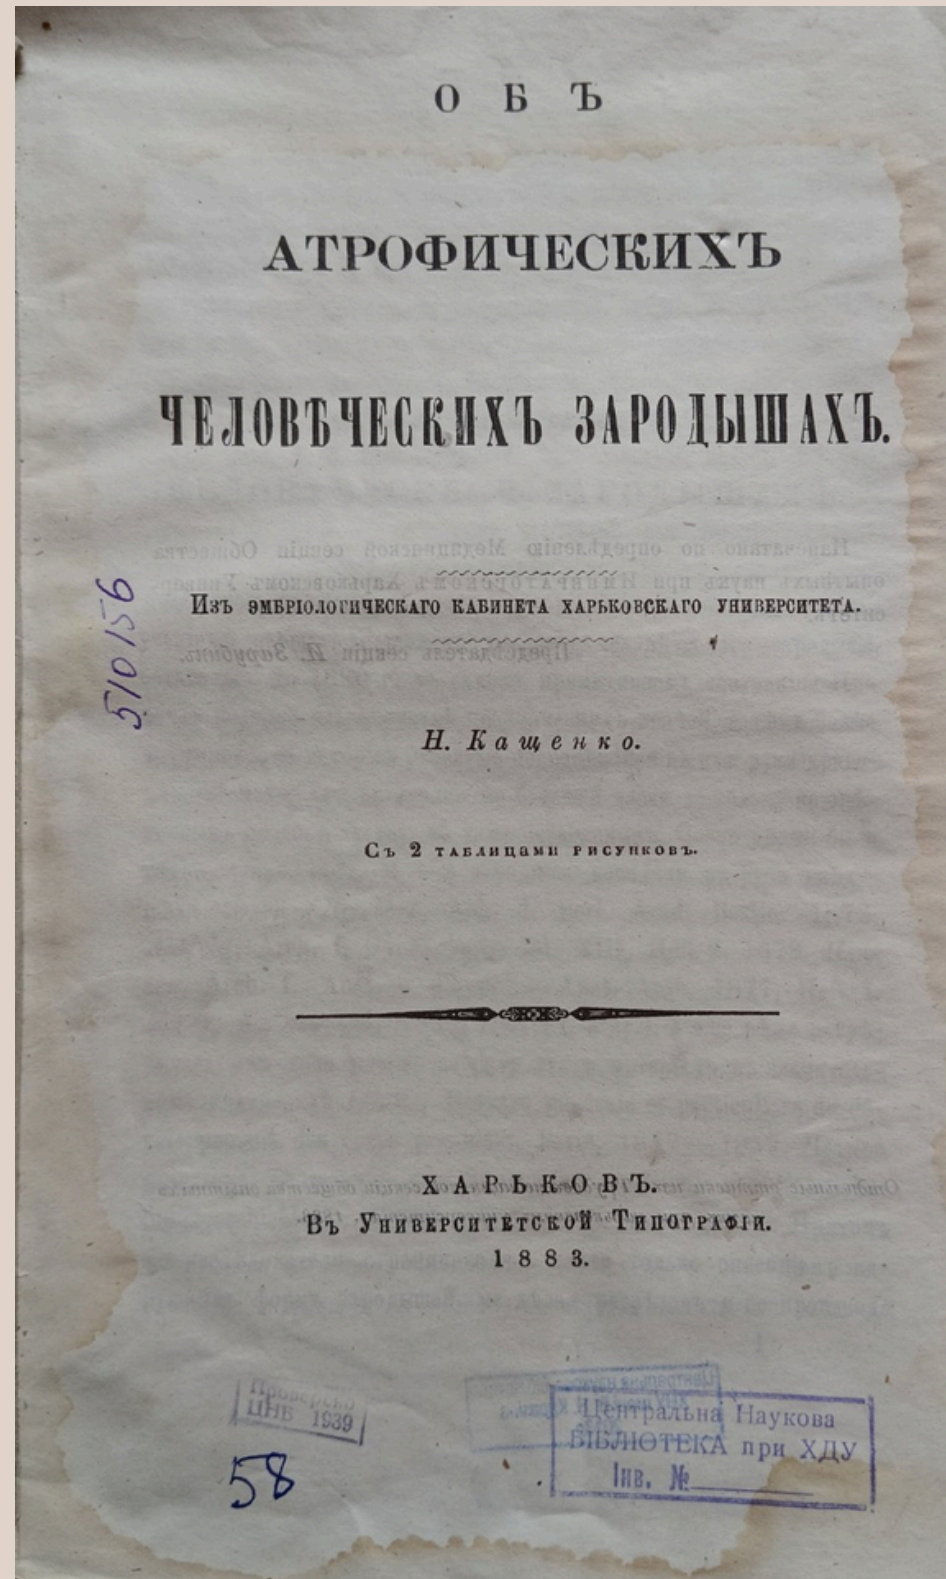 ОБЪ
АТРОФИЧЕСКИХЪ
ЧЕЛОВѢЧЕСКИХЪ ЗАРОДЫШАХЪ.
Изъ эмбріологическаго кабинета харьковскаго университета.
Н. Кащенко.
Съ 2 таблицами рисунковъ.
ХАРЬКОВЪ.
Въ Университетской Типографіи.
1883.
510156
Проверено
ЦНБ 1939
58
Центральна Наукова
БІБЛІОТЕКА при ХДУ
Інв. №